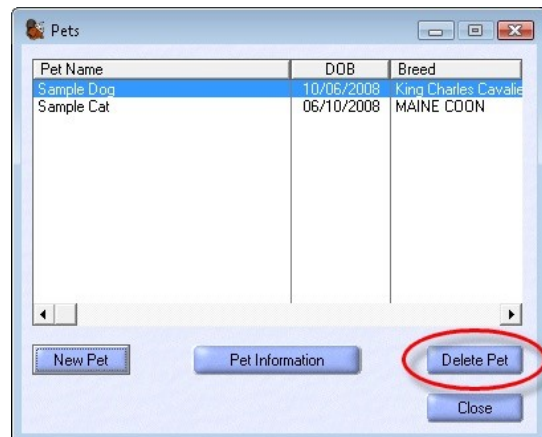 Pets
Pet Name DOB Breed
Sample Dog 10/06/2008 King Charles Cavalie
Sample Cat 06/10/2008 MAINE COON
New Pet Pet Information Delete Pet
Close